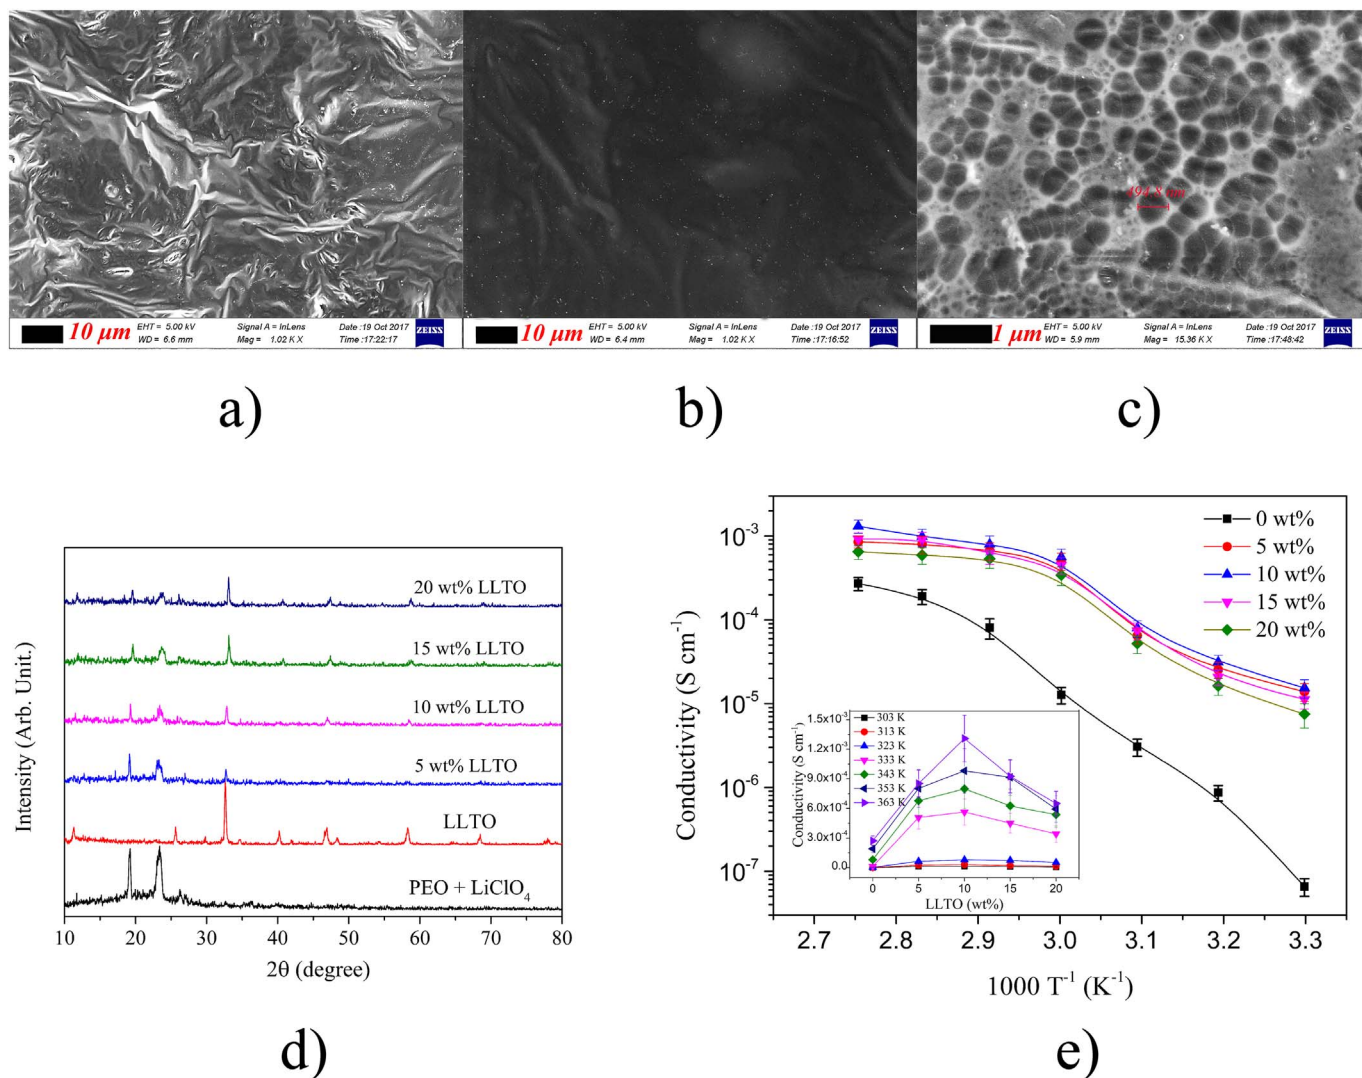 494.8 nm
10 μm
EHT = 5.00 kV
Signal A = InLens
Date :19 Oct 2017
WD = 6.6 mm
Mag = 1.02 K X
Time :17:22:17
ZEISS
10 μm
EHT = 5.00 kV
Signal A = InLens
Date :19 Oct 2017
WD = 6.4 mm
Mag = 1.02 K X
Time :17:16:52
ZEISS
1 μm
EHT = 5.00 kV
Signal A = InLens
Date :19 Oct 2017
WD = 5.9 mm
Mag = 15.36 K X
Time :17:48:42
ZEISS
a)
b)
c)
Intensity (Arb. Unit.)
20 wt% LLTO
15 wt% LLTO
10 wt% LLTO
5 wt% LLTO
LLTO
PEO + LiClO₄
10 20 30 40 50 60 70 80
2θ (degree)
d)
Conductivity (S cm⁻¹)
10⁻³
10⁻⁴
10⁻⁵
10⁻⁶
10⁻⁷
0 wt%
5 wt%
10 wt%
15 wt%
20 wt%
Conductivity (S cm⁻¹)
1.5x10⁻³
1.2x10⁻³
9.0x10⁻⁴
6.0x10⁻⁴
3.0x10⁻⁴
0.0
303 K
313 K
323 K
333 K
343 K
353 K
363 K
0 5 10 15 20
LLTO (wt%)
2.7 2.8 2.9 3.0 3.1 3.2 3.3
1000 T⁻¹ (K⁻¹)
e)